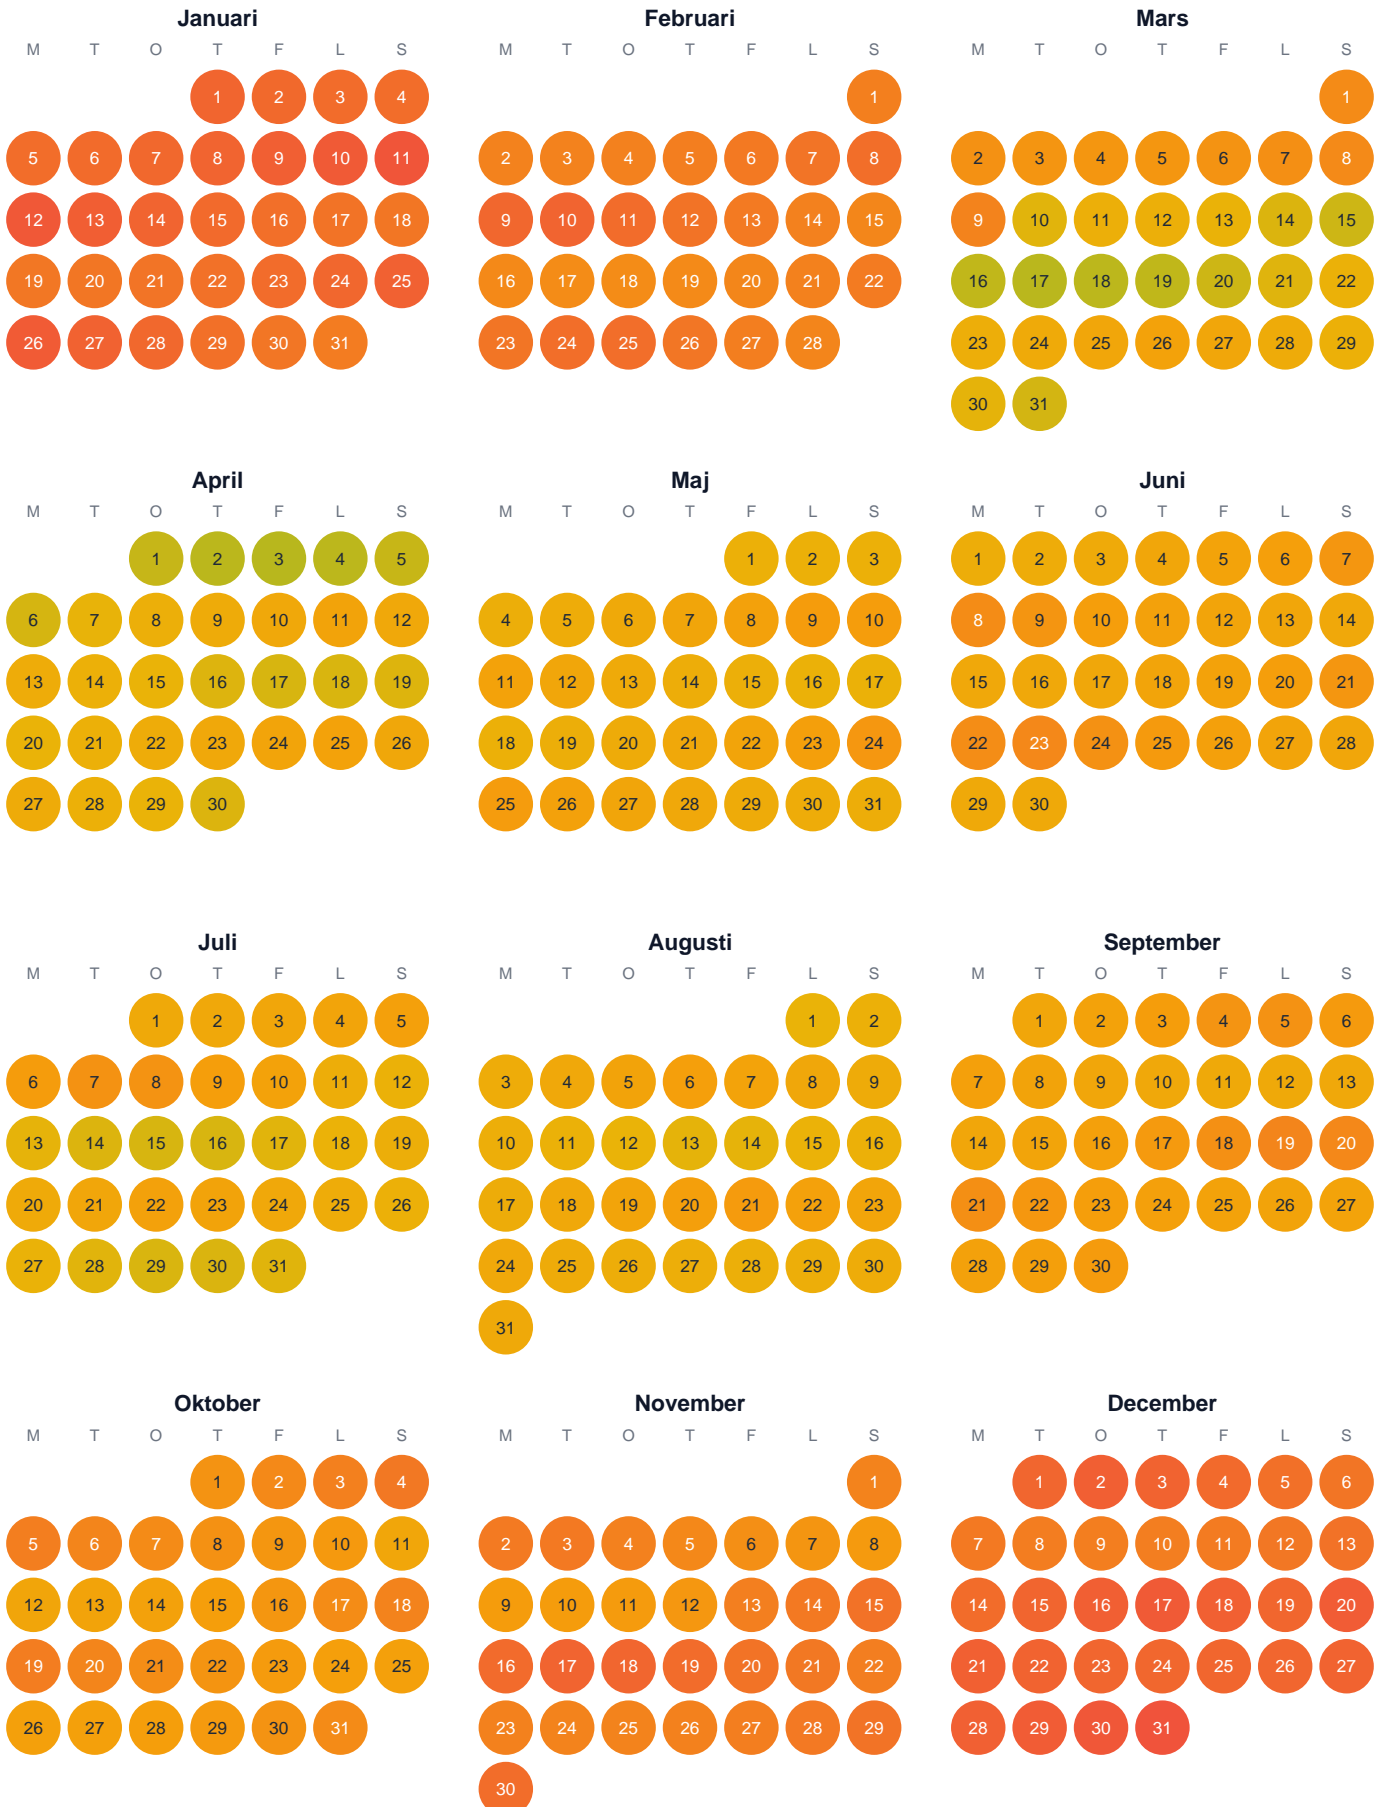 Januari Februari Mars
M T O T F L S M T O T F L S M T O T F L S
1 2 3 4 1 1
5 6 7 8 9 10 11 2 3 4 5 6 7 8 2 3 4 5 6 7 8
12 13 14 15 16 17 18 9 10 11 12 13 14 15 9 10 11 12 13 14 15
19 20 21 22 23 24 25 16 17 18 19 20 21 22 16 17 18 19 20 21 22
26 27 28 29 30 31 23 24 25 26 27 28 23 24 25 26 27 28 29
30 31
April Maj Juni
M T O T F L S M T O T F L S M T O T F L S
1 2 3 4 5 1 2 3 1 2 3 4 5 6 7
6 7 8 9 10 11 12 4 5 6 7 8 9 10 8 9 10 11 12 13 14
13 14 15 16 17 18 19 11 12 13 14 15 16 17 15 16 17 18 19 20 21
20 21 22 23 24 25 26 18 19 20 21 22 23 24 22 23 24 25 26 27 28
27 28 29 30 25 26 27 28 29 30 31 29 30
Juli Augusti September
M T O T F L S M T O T F L S M T O T F L S
1 2 3 4 5 1 2 1 2 3 4 5 6
6 7 8 9 10 11 12 3 4 5 6 7 8 9 7 8 9 10 11 12 13
13 14 15 16 17 18 19 10 11 12 13 14 15 16 14 15 16 17 18 19 20
20 21 22 23 24 25 26 17 18 19 20 21 22 23 21 22 23 24 25 26 27
27 28 29 30 31 24 25 26 27 28 29 30 28 29 30
31
Oktober November December
M T O T F L S M T O T F L S M T O T F L S
1 2 3 4 1 1 2 3 4 5 6
5 6 7 8 9 10 11 2 3 4 5 6 7 8 7 8 9 10 11 12 13
12 13 14 15 16 17 18 9 10 11 12 13 14 15 14 15 16 17 18 19 20
19 20 21 22 23 24 25 16 17 18 19 20 21 22 21 22 23 24 25 26 27
26 27 28 29 30 31 23 24 25 26 27 28 29 28 29 30 31
30